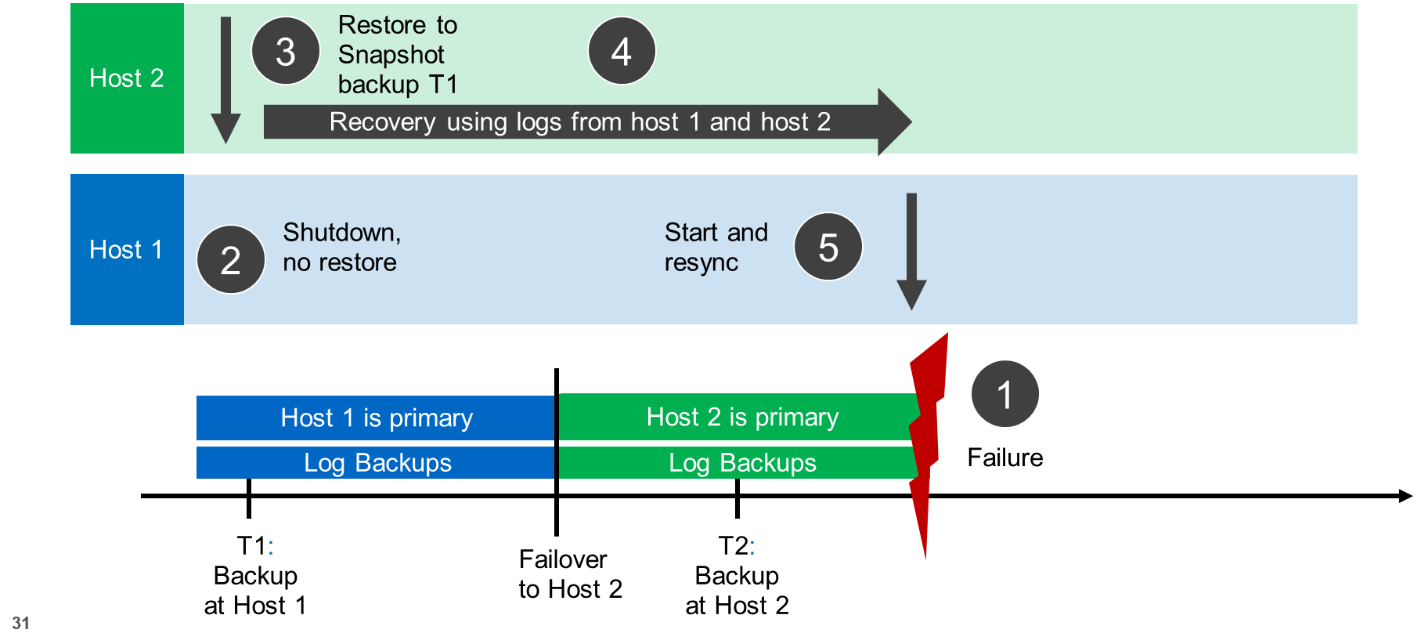 Host 2
3
Restore to
Snapshot
backup T1
4
Recovery using logs from host 1 and host 2
Host 1
2
Shutdown,
no restore
Start and
resync
5
Host 1 is primary
Host 2 is primary
1
Log Backups
Log Backups
Failure
T1:
Backup
at Host 1
Failover
to Host 2
T2:
Backup
at Host 2
31